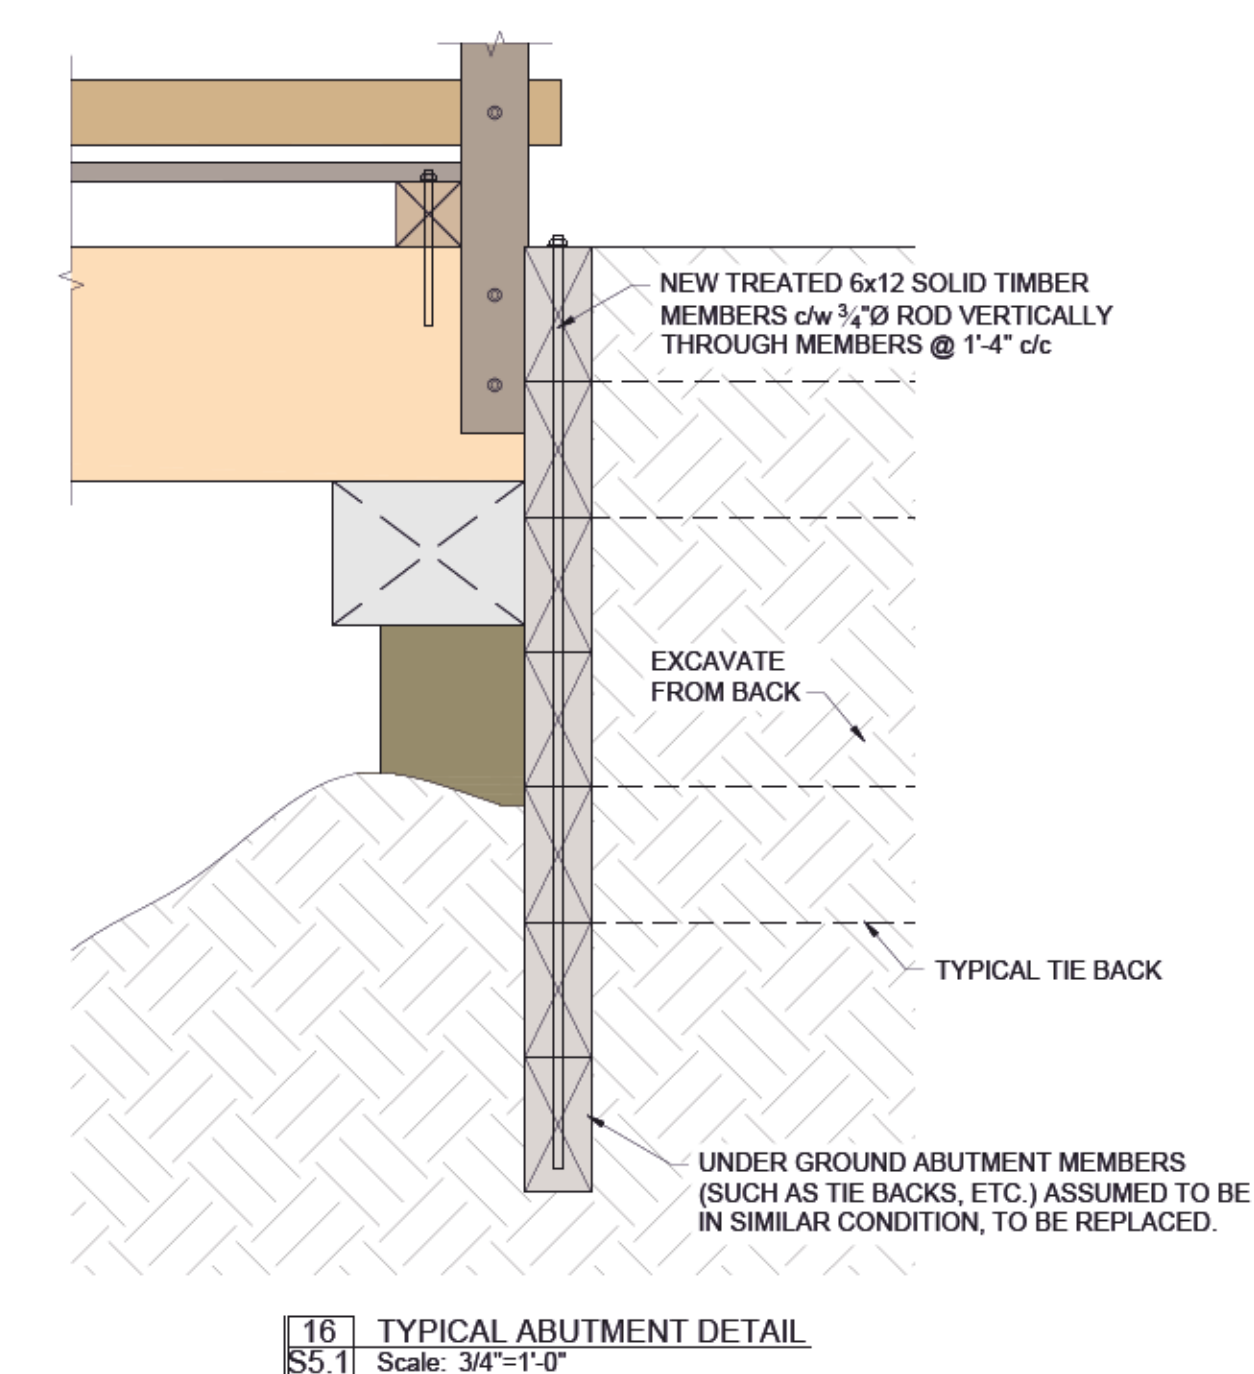 NEW TREATED 6x12 SOLID TIMBER
MEMBERS c/w ¾"Ø ROD VERTICALLY
THROUGH MEMBERS @ 1'-4" c/c
EXCAVATE
FROM BACK
TYPICAL TIE BACK
UNDER GROUND ABUTMENT MEMBERS
(SUCH AS TIE BACKS, ETC.) ASSUMED TO BE
IN SIMILAR CONDITION, TO BE REPLACED.
16 TYPICAL ABUTMENT DETAIL
S5.1 Scale: 3/4"=1'-0"